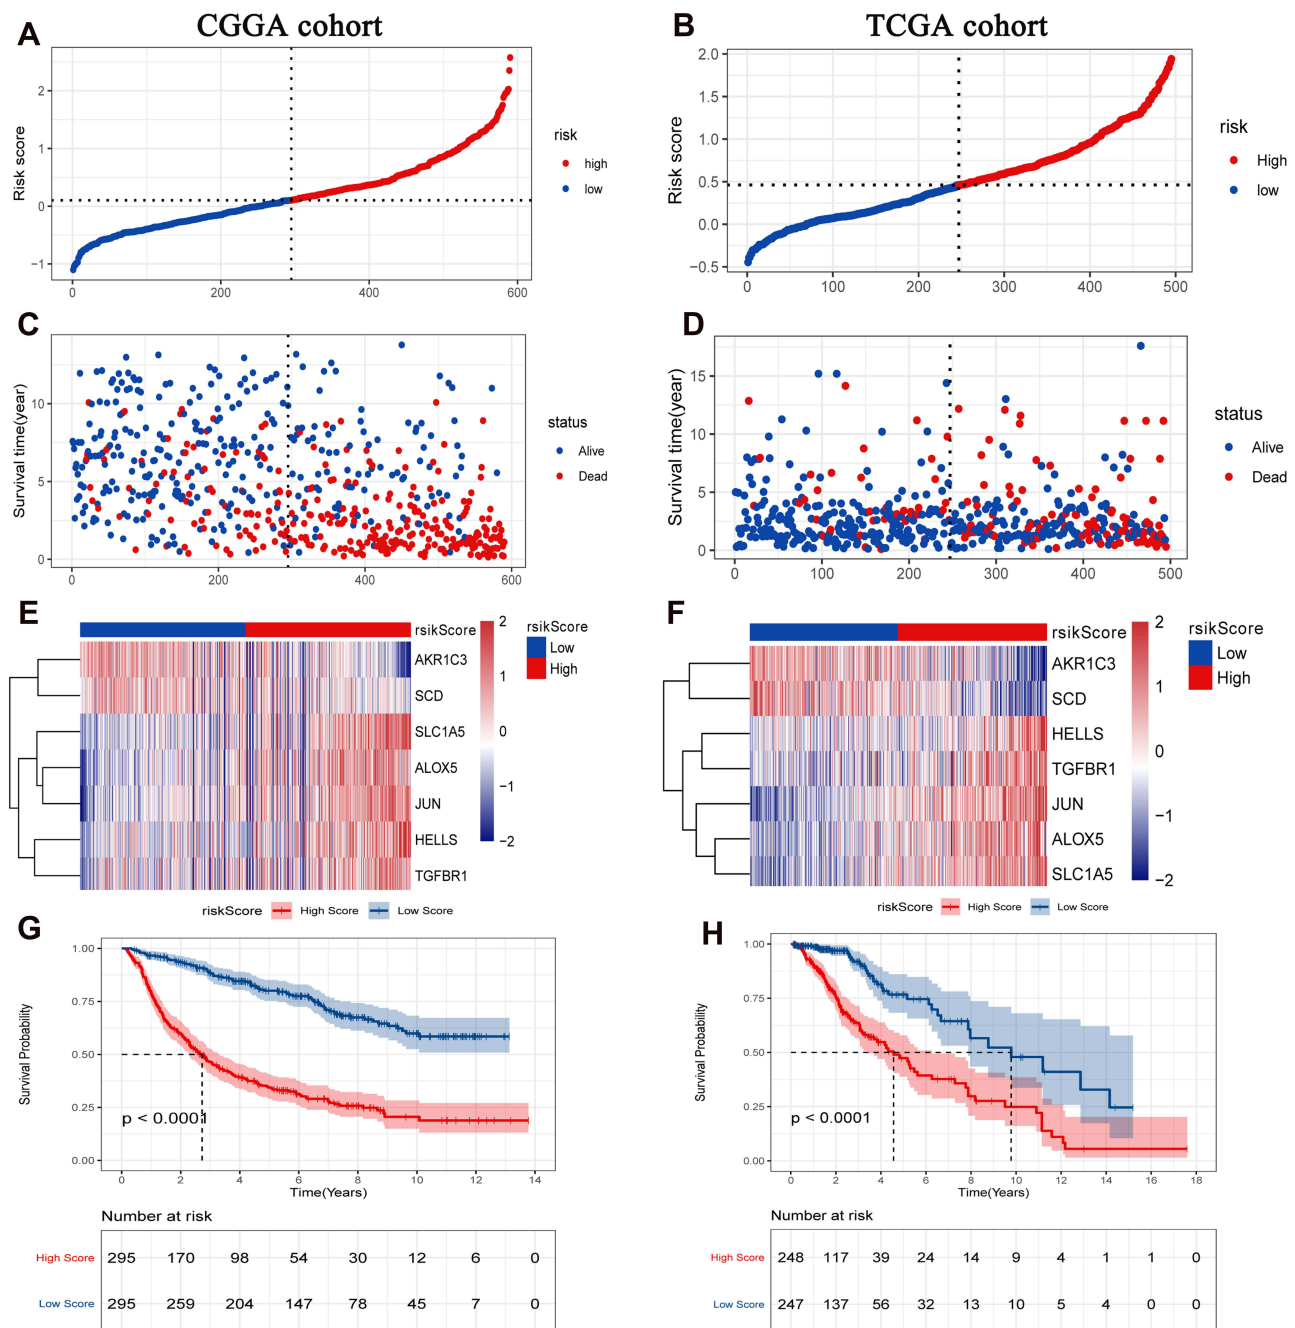 A
CGGA cohort
2
1
0
−1
Risk score
0
200
400
600
risk
high
low
B
TCGA cohort
2.0
1.5
1.0
0.5
0.0
−0.5
Risk score
0
100
200
300
400
500
risk
High
low
C
10
5
0
Survival time(year)
0
200
400
600
status
Alive
Dead
D
15
10
5
0
Survival time(year)
0
100
200
300
400
500
status
Alive
Dead
E
rsikScore
AKR1C3
SCD
SLC1A5
ALOX5
JUN
HELLS
TGFBR1
2
1
0
−1
−2
rsikScore
Low
High
F
rsikScore
AKR1C3
SCD
HELLS
TGFBR1
JUN
ALOX5
SLC1A5
2
1
0
−1
−2
rsikScore
Low
High
G
riskScore High Score Low Score
1.00
0.75
0.50
0.25
0.00
Survival Probability
p < 0.0001
0 2 4 6 8 10 12 14
Time(Years)
Number at risk
High Score 295 170 98 54 30 12 6 0
Low Score 295 259 204 147 78 45 7 0
H
riskScore High Score Low Score
1.00
0.75
0.50
0.25
0.00
Survival Probability
p < 0.0001
0 2 4 6 8 10 12 14 16 18
Time(Years)
Number at risk
High Score 248 117 39 24 14 9 4 1 1 0
Low Score 247 137 56 32 13 10 5 4 0 0